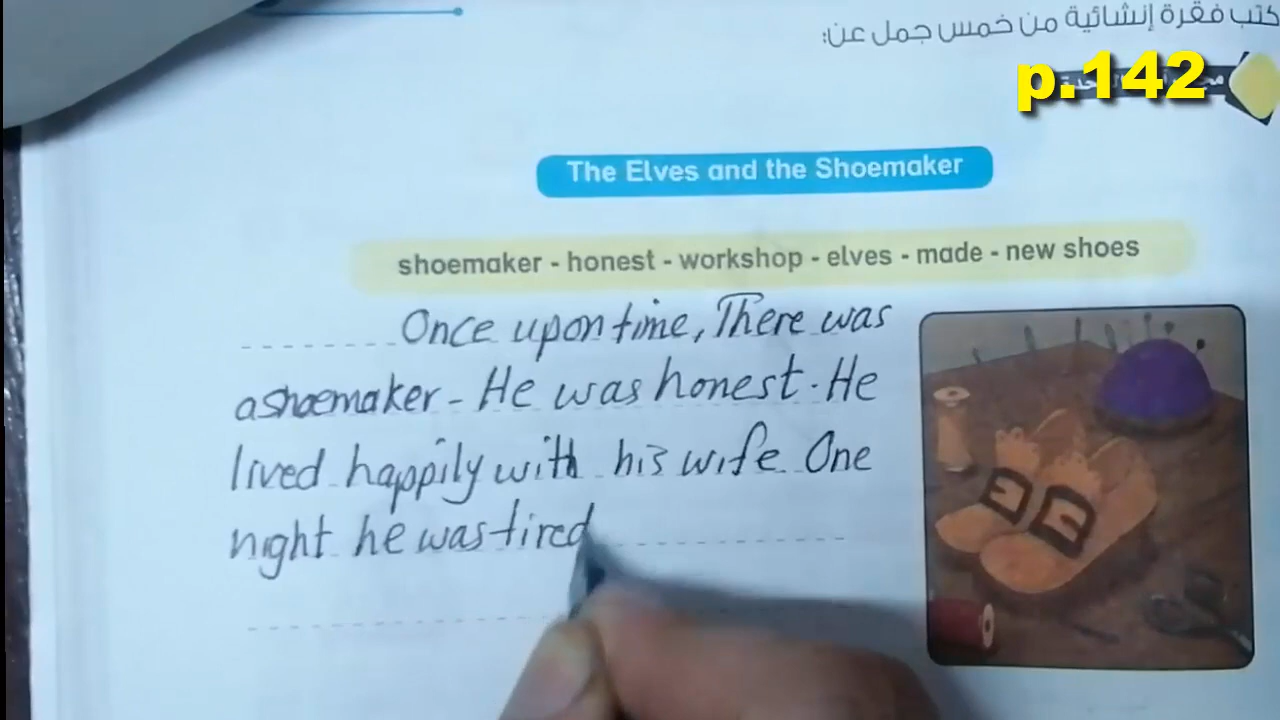 كتب فقرة إنشائية من خمس جمل عن:
p.142
The Elves and the Shoemaker
shoemaker - honest - workshop - elves - made - new shoes
Once upon time, There was
a shoemaker - He was honest. He
lived happily with his wife One
night he was tired